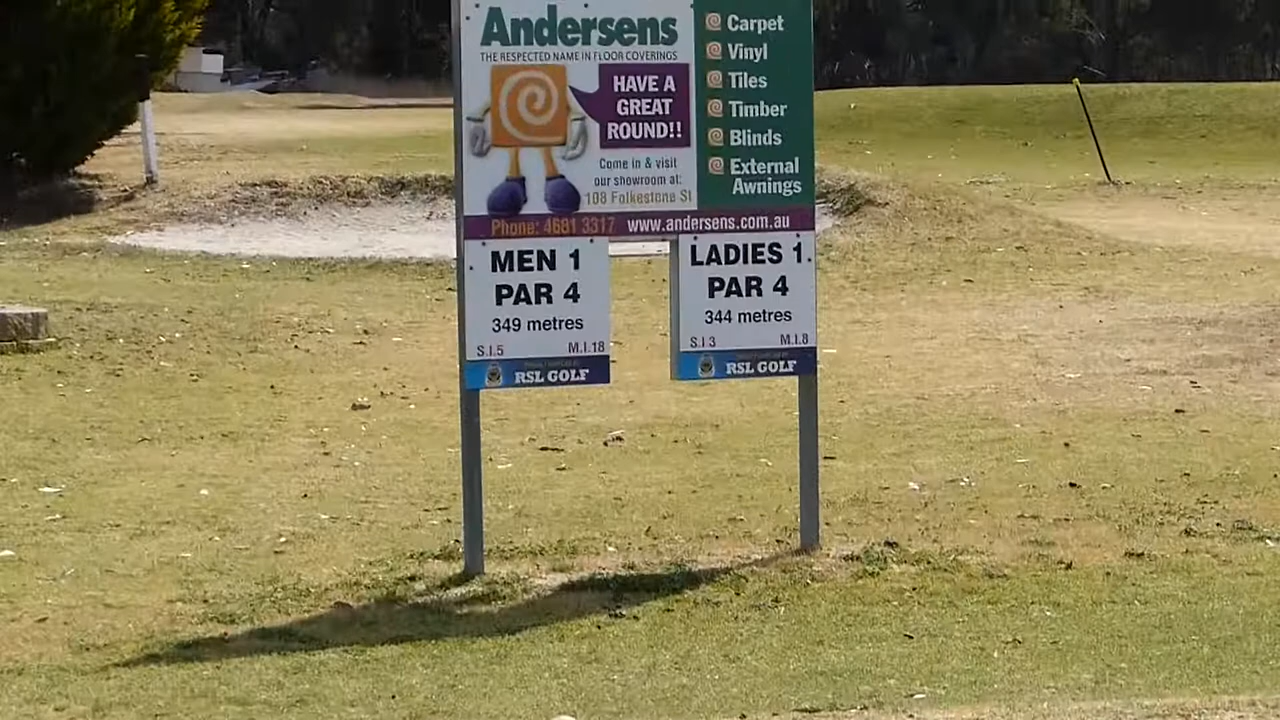 Andersens
THE RESPECTED NAME IN FLOOR COVERINGS
HAVE A
GREAT
ROUND!!
Come in & visit
our showroom at:
108 Folkestone St
Carpet
Vinyl
Tiles
Timber
Blinds
External
Awnings
Phone: 4681 3317 www.andersens.com.au
MEN 1
PAR 4
349 metres
S.I.5 M.I.18
RSL GOLF
LADIES 1
PAR 4
344 metres
S.I 3 M.I.8
RSL GOLF